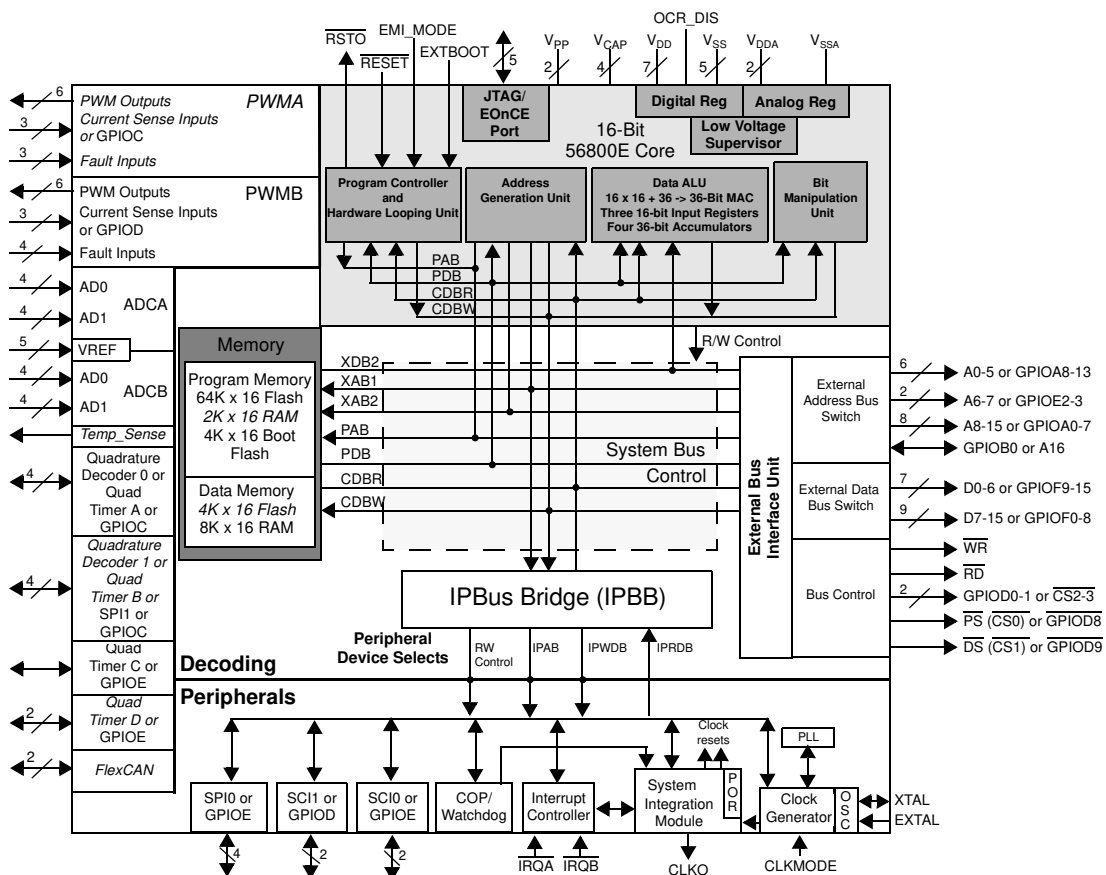 OCR_DIS
EMI_MODE
RSTO
EXTBOOT
RESET
5
VPP
2
VCAP
4
VDD
7
VSS
5
VDDA
2
VSSA
6
PWM Outputs
PWMA
3
Current Sense Inputs
or GPIOC
3
Fault Inputs
6
PWM Outputs
PWMB
3
Current Sense Inputs
or GPIOD
4
Fault Inputs
4
AD0
ADCA
4
AD1
5
VREF
4
AD0
ADCB
4
AD1
Temp_Sense
4
Quadrature
Decoder 0 or
Quad
Timer A or
GPIOC
4
Quadrature
Decoder 1 or
Quad
Timer B or
SPI1 or
GPIOC
Quad
Timer C or
GPIOE
2
Quad
Timer D or
GPIOE
2
FlexCAN
JTAG/
EOnCE
Port
Digital Reg
Analog Reg
Low Voltage
Supervisor
16-Bit
56800E Core
Program Controller
and
Hardware Looping Unit
Address
Generation Unit
Data ALU
16 x 16 + 36 -> 36-Bit MAC
Three 16-bit Input Registers
Four 36-bit Accumulators
Bit
Manipulation
Unit
PAB
PDB
CDBR
CDBW
R/W Control
Memory
Program Memory
64K x 16 Flash
2K x 16 RAM
4K x 16 Boot
Flash
Data Memory
4K x 16 Flash
8K x 16 RAM
XDB2
XAB1
XAB2
PAB
PDB
CDBR
CDBW
System Bus
Control
External Bus
Interface Unit
External
Address Bus
Switch
External Data
Bus Switch
Bus Control
6
A0-5 or GPIOA8-13
2
A6-7 or GPIOE2-3
8
A8-15 or GPIOA0-7
GPIOB0 or A16
7
D0-6 or GPIOF9-15
9
D7-15 or GPIOF0-8
WR
RD
2
GPIOD0-1 or CS2-3
PS (CS0) or GPIOD8
DS (CS1) or GPIOD9
IPBus Bridge (IPBB)
Peripheral
Device Selects
RW
Control
IPAB
IPWDB
IPRDB
Decoding
Peripherals
Clock
resets
PLL
SPI0 or
GPIOE
SCI1 or
GPIOD
SCI0 or
GPIOE
COP/
Watchdog
Interrupt
Controller
System
Integration
Module
POR
Clock
Generator
OSC
XTAL
EXTAL
4
2
2
IRQA
IRQB
CLKO
CLKMODE